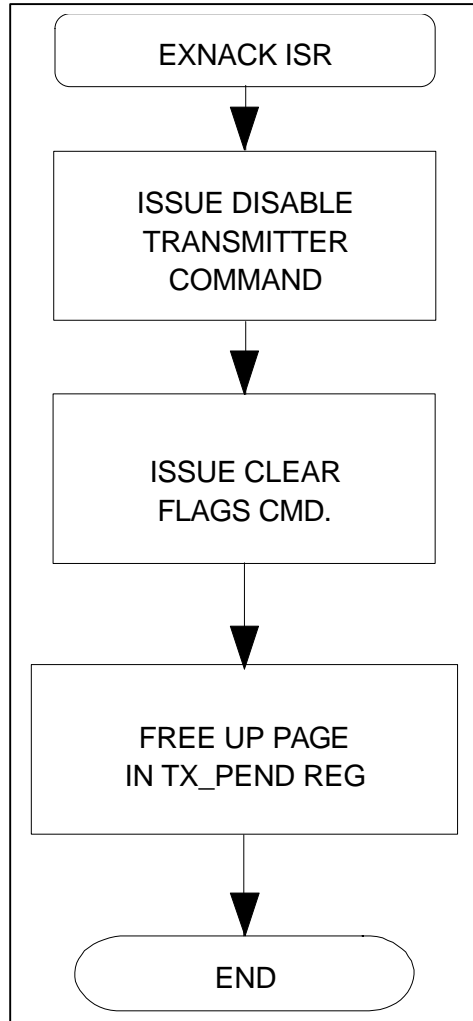 EXNACK ISR
ISSUE DISABLE
TRANSMITTER
COMMAND
ISSUE CLEAR
FLAGS CMD.
FREE UP PAGE
IN TX_PEND REG
END